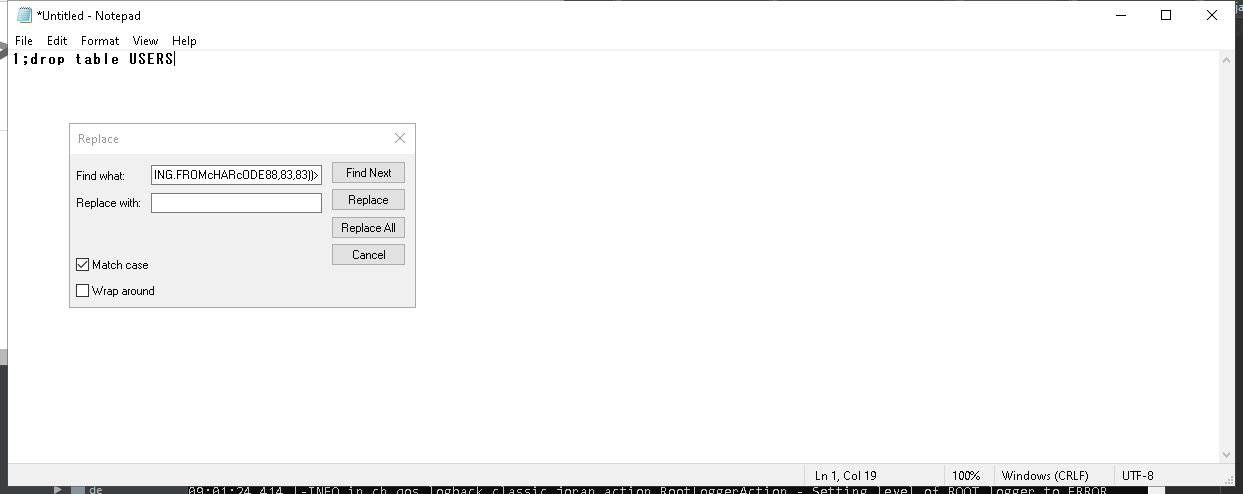 *Untitled - Notepad
File Edit Format View Help
1;drop table USERS
Replace
Find what: ING.FROMcHARcODE88,83,83))> Find Next
Replace with: Replace
Replace All
Cancel
Match case
Wrap around
Ln 1, Col 19 100% Windows (CRLF) UTF-8
de 09:01:24,414 |-INFO in ch.qos.logback.classic.joran.action.RootLoggerAction - Setting level of ROOT logger to ERROR